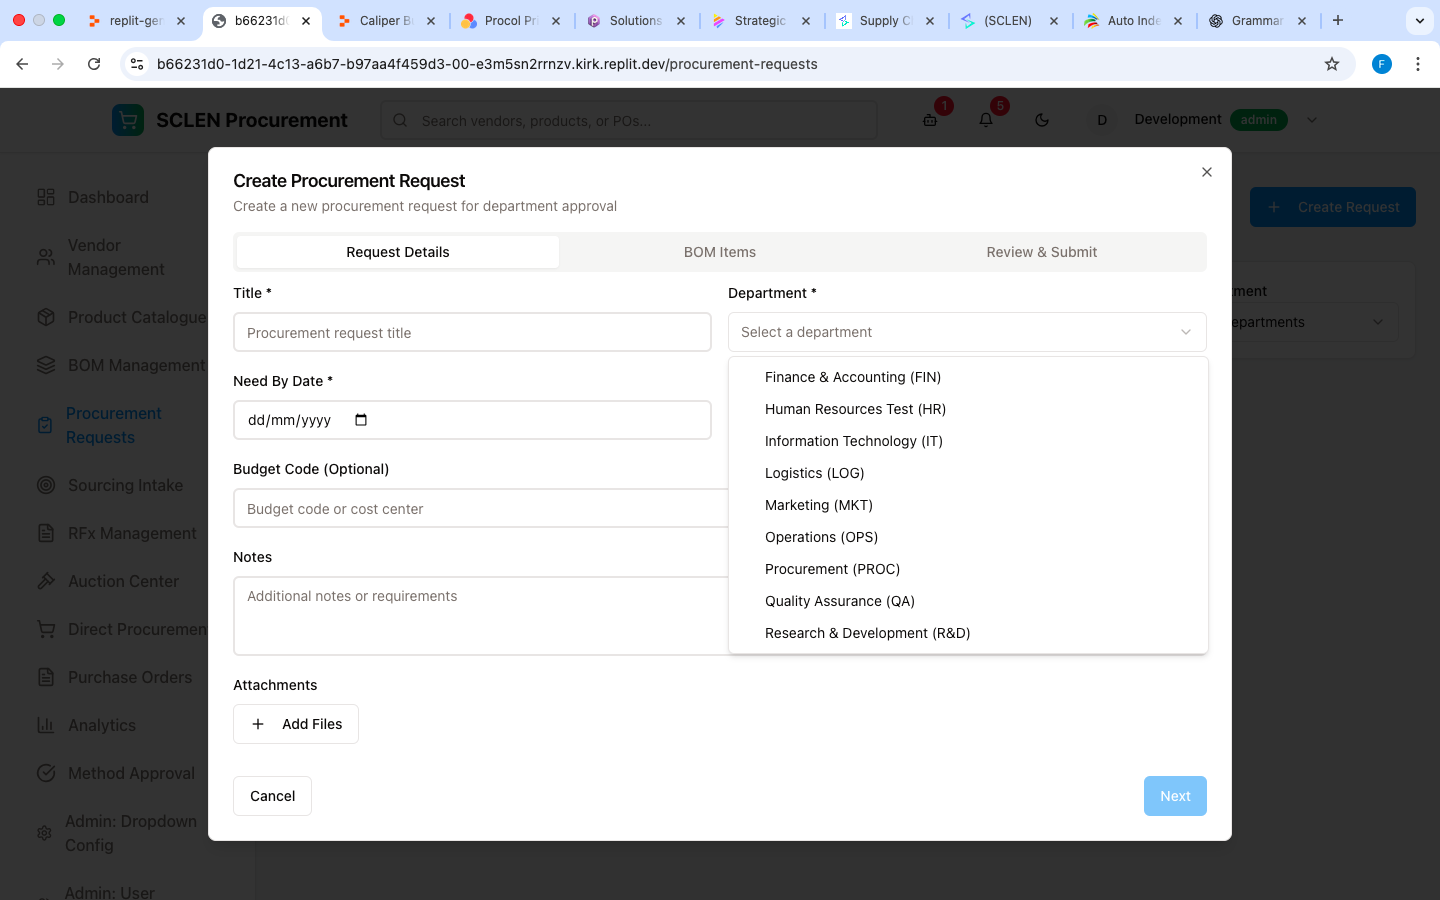 replit-gen
b66231d0
Caliper Bu
Procol Pri
Solutions
Strategic
Supply Ch
(SCLEN)
Auto Inde
Grammar
b66231d0-1d21-4c13-a6b7-b97aa4f459d3-00-e3m5sn2rrnzv.kirk.replit.dev/procurement-requests
F
SCLEN Procurement
Search vendors, products, or POs...
1
5
D
Development
admin
Dashboard
Vendor
Management
Product Catalogue
BOM Management
Procurement
Requests
Sourcing Intake
RFx Management
Auction Center
Direct Procuremen
Purchase Orders
Analytics
Method Approval
Admin: Dropdown
Config
Admin: User
Create Request
ment
epartments
Create Procurement Request
Create a new procurement request for department approval
Request Details
BOM Items
Review & Submit
Title *
Procurement request title
Department *
Select a department
Finance & Accounting (FIN)
Human Resources Test (HR)
Information Technology (IT)
Logistics (LOG)
Marketing (MKT)
Operations (OPS)
Procurement (PROC)
Quality Assurance (QA)
Research & Development (R&D)
Need By Date *
dd/mm/yyyy
Budget Code (Optional)
Budget code or cost center
Notes
Additional notes or requirements
Attachments
Add Files
Cancel
Next